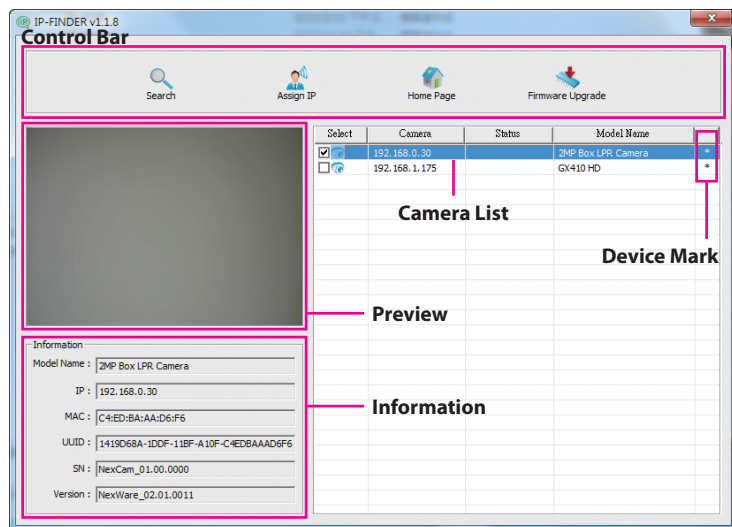 IP-FINDER v1.1.8
Control Bar
Search Assign IP Home Page Firmware Upgrade
Select Camera Status Model Name
192.168.0.30 2MP Box LPR Camera *
192.168.1.175 GX410 HD *
Camera List
Device Mark
Preview
Information
Model Name : 2MP Box LPR Camera
IP : 192.168.0.30
Information
MAC : C4:ED:BA:AA:D6:F6
UUID : 1419D68A-1DDF-11BF-A10F-C4EDBAAAD6F6
SN : NexCam_01.00.0000
Version : NexWare_02.01.0011